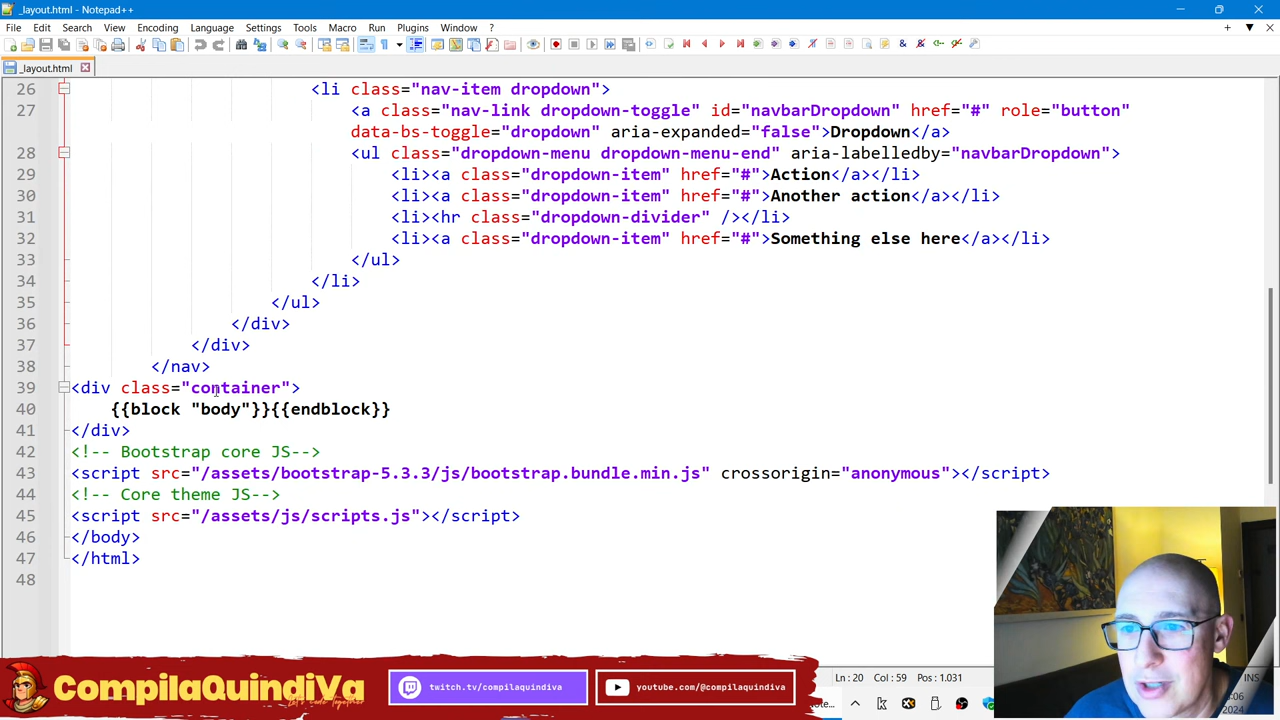 _layout.html - Notepad++
File Edit Search View Encoding Language Settings Tools Macro Run Plugins Window ?
_layout.html
26 <li class="nav-item dropdown">
27 <a class="nav-link dropdown-toggle" id="navbarDropdown" href="#" role="button"
data-bs-toggle="dropdown" aria-expanded="false">Dropdown</a>
28 <ul class="dropdown-menu dropdown-menu-end" aria-labelledby="navbarDropdown">
29 <li><a class="dropdown-item" href="#">Action</a></li>
30 <li><a class="dropdown-item" href="#">Another action</a></li>
31 <li><hr class="dropdown-divider" /></li>
32 <li><a class="dropdown-item" href="#">Something else here</a></li>
33 </ul>
34 </li>
35 </ul>
36 </div>
37 </div>
38 </nav>
39 <div class="container">
40 {{block "body"}}{{endblock}}
41 </div>
42 <!-- Bootstrap core JS-->
43 <script src="/assets/bootstrap-5.3.3/js/bootstrap.bundle.min.js" crossorigin="anonymous"></script>
44 <!-- Core theme JS-->
45 <script src="/assets/js/scripts.js"></script>
46 </body>
47 </html>
48
Ln : 20 Col : 59 Pos : 1.031
INS
CompilaQuindiVa
Let's Code Together
twitch.tv/compilaquindiva
youtube.com/@compilaquindiva